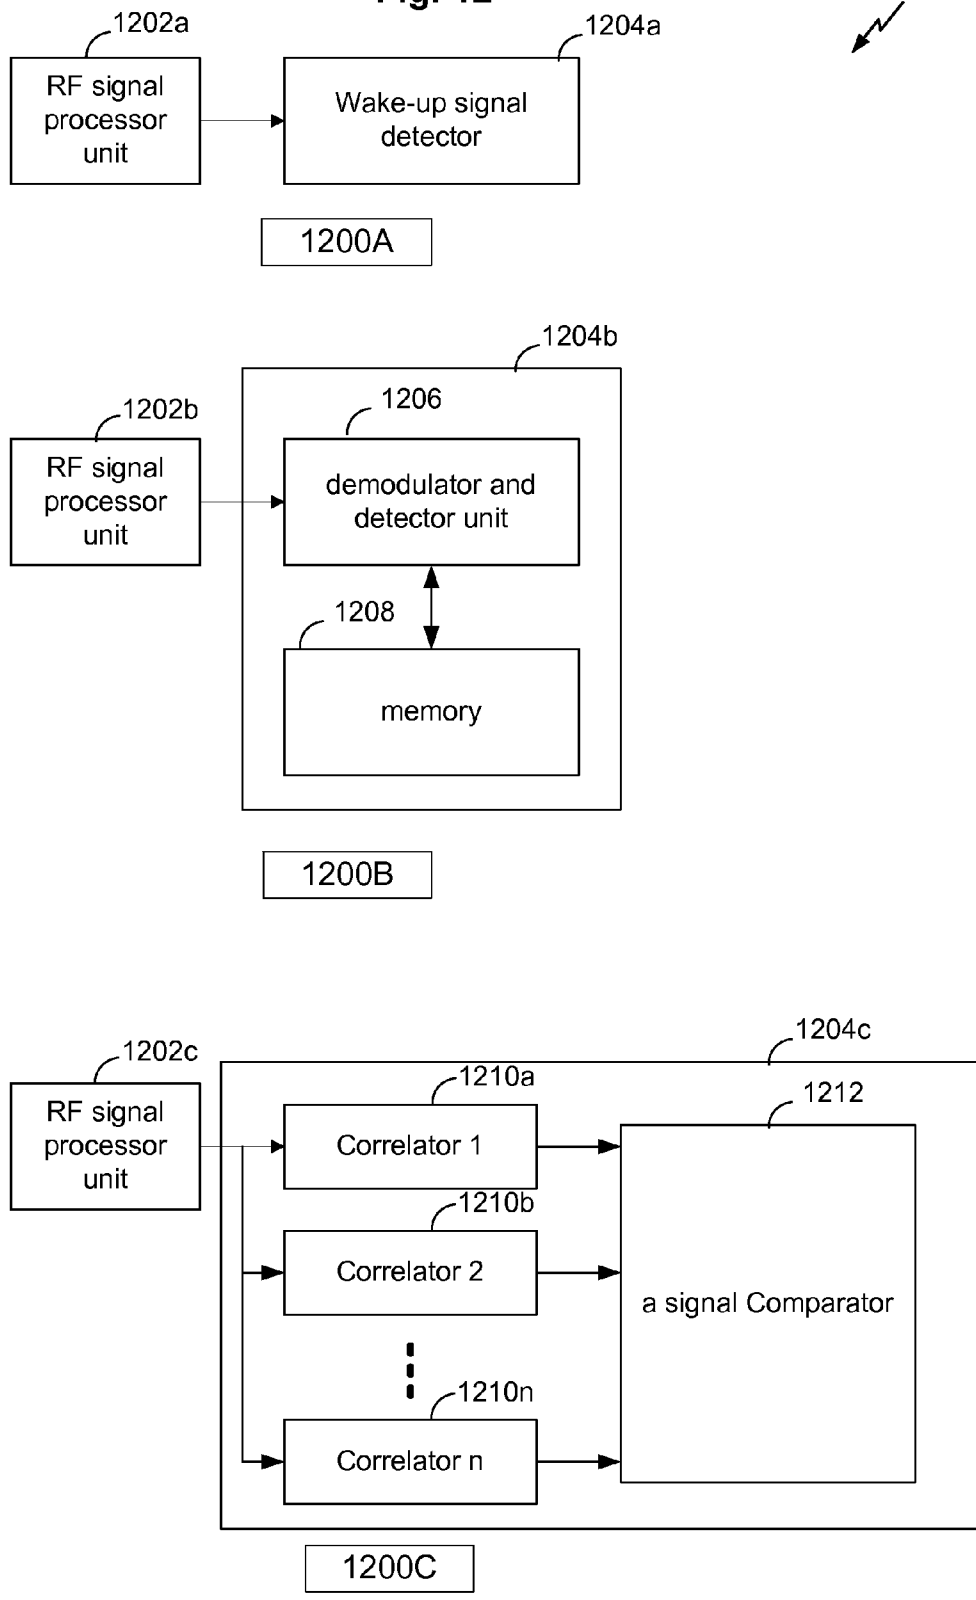 1202a
1204a
RF signal
processor
unit
Wake-up signal
detector
1200A
1204b
1206
1202b
RF signal
processor
unit
demodulator and
detector unit
1208
memory
1200B
1204c
1202c
1210a
1212
RF signal
processor
unit
Correlator 1
1210b
Correlator 2
a signal Comparator
1210n
Correlator n
1200C